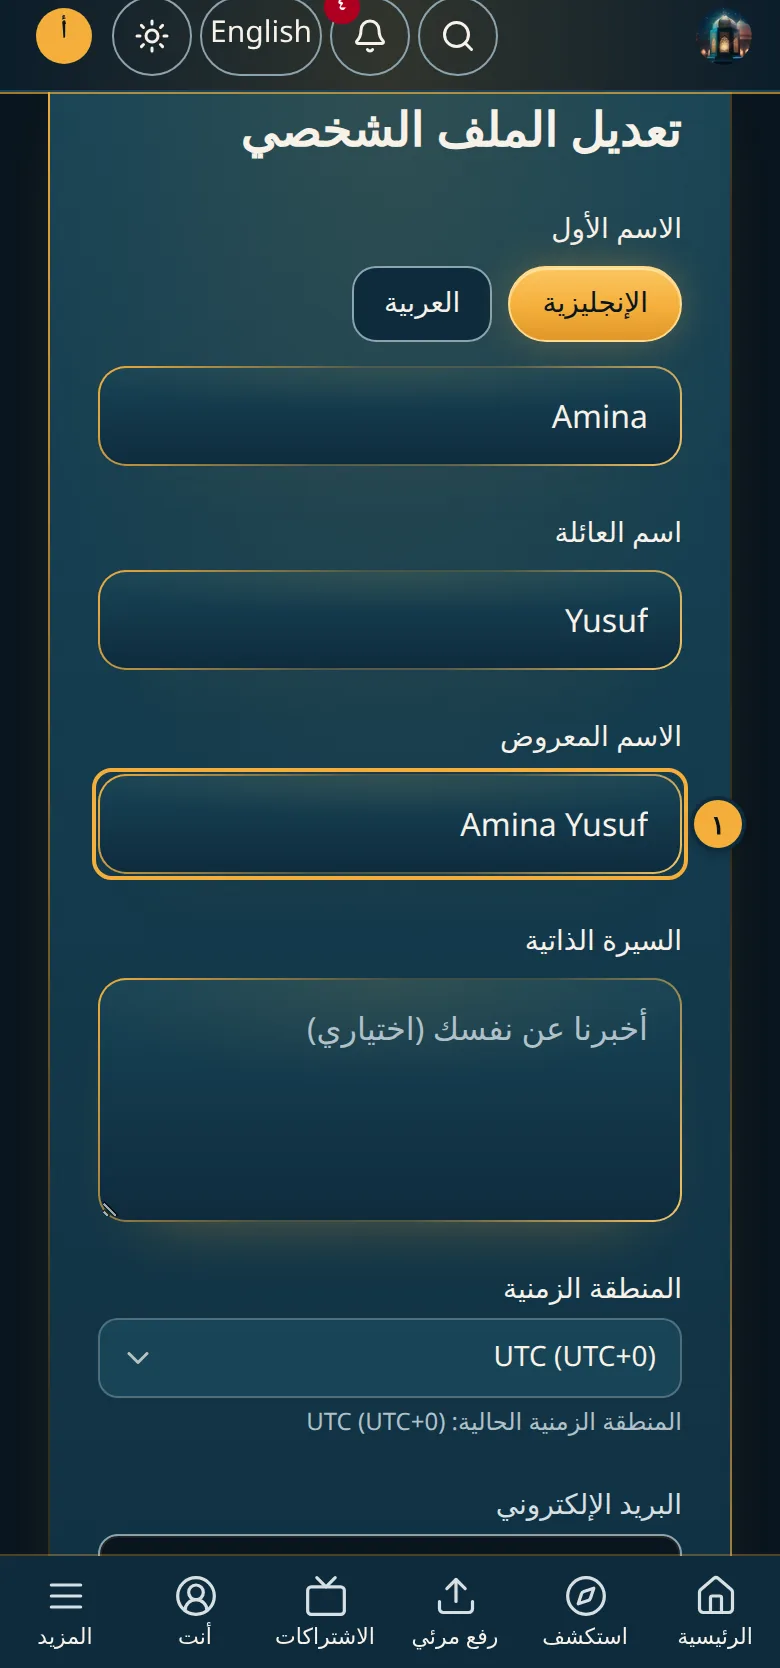 ٤
English
أ
تعديل الملف الشخصي
الاسم الأول
الإنجليزية
العربية
Amina
اسم العائلة
Yusuf
الاسم المعروض
Amina Yusuf
١
السيرة الذاتية
أخبرنا عن نفسك (اختياري)
المنطقة الزمنية
UTC (UTC+0)
المنطقة الزمنية الحالية: UTC (UTC+0)
البريد الإلكتروني
الرئيسية
استكشف
رفع مرئي
الاشتراكات
أنت
المزيد